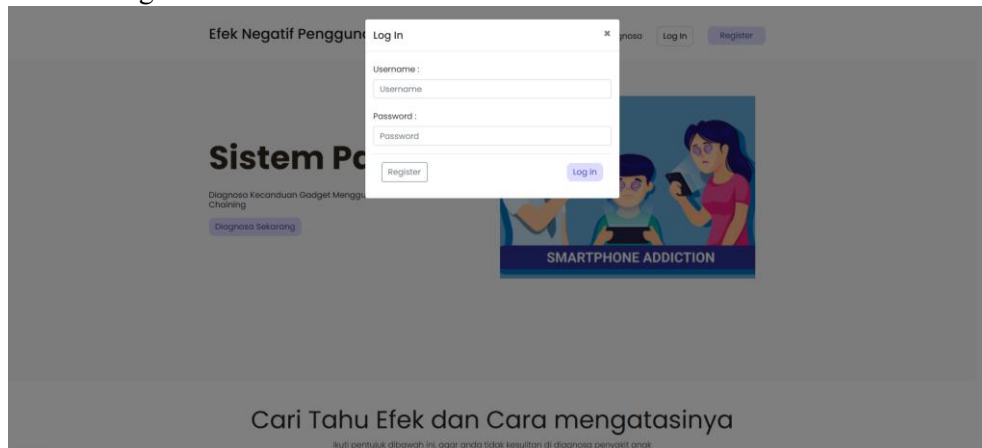 Efek Negatif Penggun
Log In
×
gnosa
Log In
Register
Username :
Username
Password :
Password
Register
Log In
Sistem Pa
Diagnosa Kecanduan Gadget Menggu
Chaining
Diagnosa Sekarang
SMARTPHONE ADDICTION
Cari Tahu Efek dan Cara mengatasinya
Ikuti pentujuk dibawah ini, agar anda tidak kesulitan di diagnosa penyakit anak